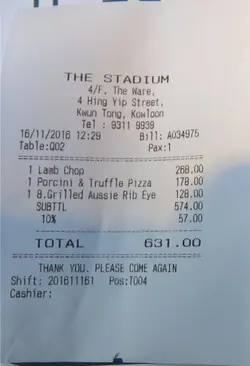 THE STADIUM
4/F, The Ware,
4 Hing Yip Street,
Kwun Tong, Kowloon
Tel : 9311 9939
16/11/2016 12:29 Bill: A034975
Table:Q02 Pax:1
1 Lamb Chop 268.00
1 Porcini & Truffle Pizza 178.00
1 8.Grilled Aussie Rib Eye 128.00
SUBTTL 574.00
10% 57.00
TOTAL 631.00
THANK YOU. PLEASE COME AGAIN
Shift: 201611161 Pos:T004
Cashier: